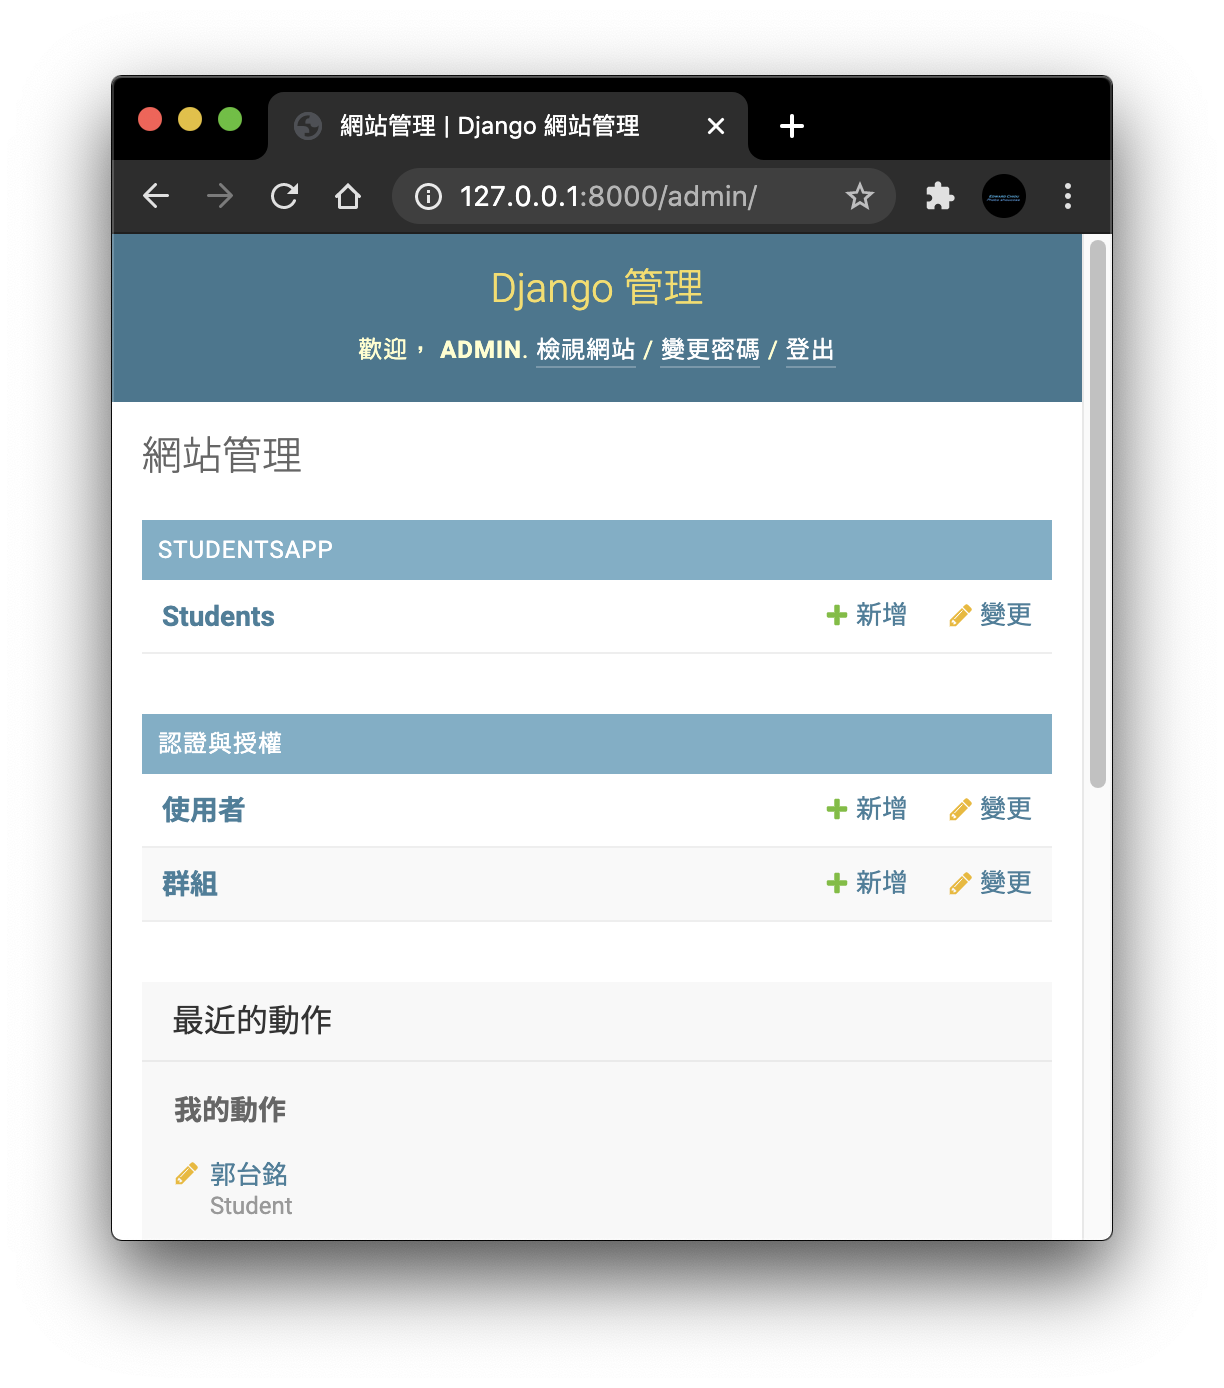 網站管理 | Django 網站管理
127.0.0.1:8000/admin/
Django 管理
歡迎， ADMIN. 檢視網站 / 變更密碼 / 登出
網站管理
STUDENTSAPP
Students 新增 變更
認證與授權
使用者 新增 變更
群組 新增 變更
最近的動作
我的動作
郭台銘
Student